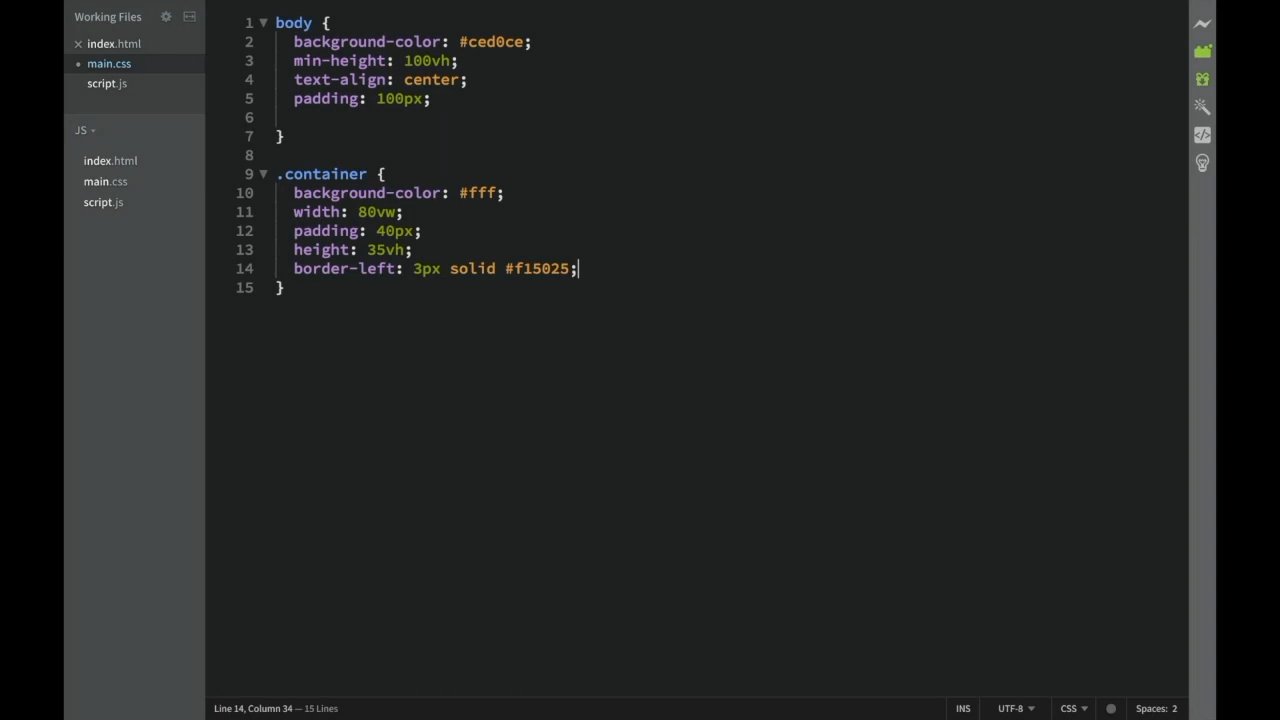 Working Files
index.html
main.css
script.js
JS
index.html
main.css
script.js
1 body {
2 background-color: #ced0ce;
3 min-height: 100vh;
4 text-align: center;
5 padding: 100px;
6
7 }
8
9 .container {
10 background-color: #fff;
11 width: 80vw;
12 padding: 40px;
13 height: 35vh;
14 border-left: 3px solid #f15025;
15 }
Line 14, Column 34 — 15 Lines
INS UTF-8 CSS Spaces: 2